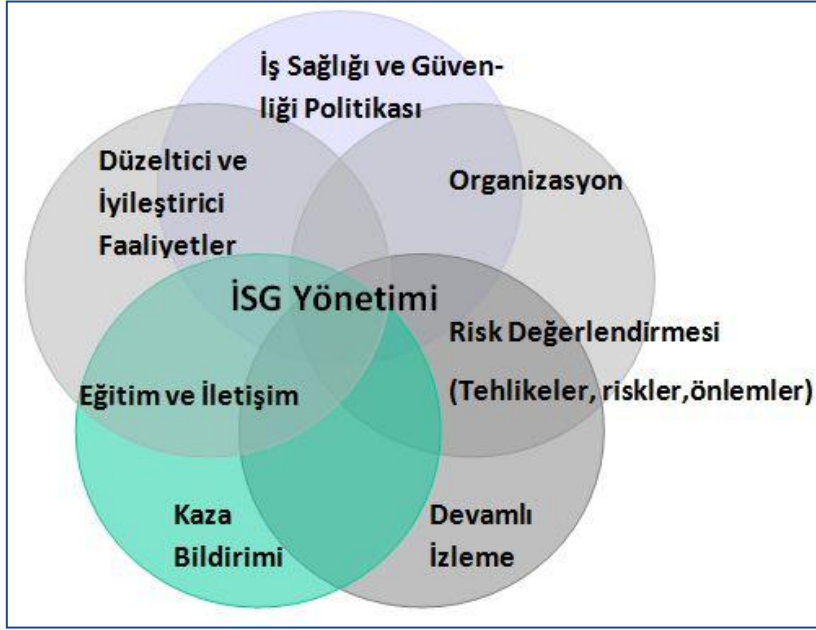 İş Sağlığı ve Güven-
liği Politikası
Düzeltici ve
İyileştirici
Faaliyetler
Organizasyon
İSG Yönetimi
Risk Değerlendirmesi
(Tehlikeler, riskler,önlemler)
Eğitim ve İletişim
Kaza
Bildirimi
Devamlı
İzleme